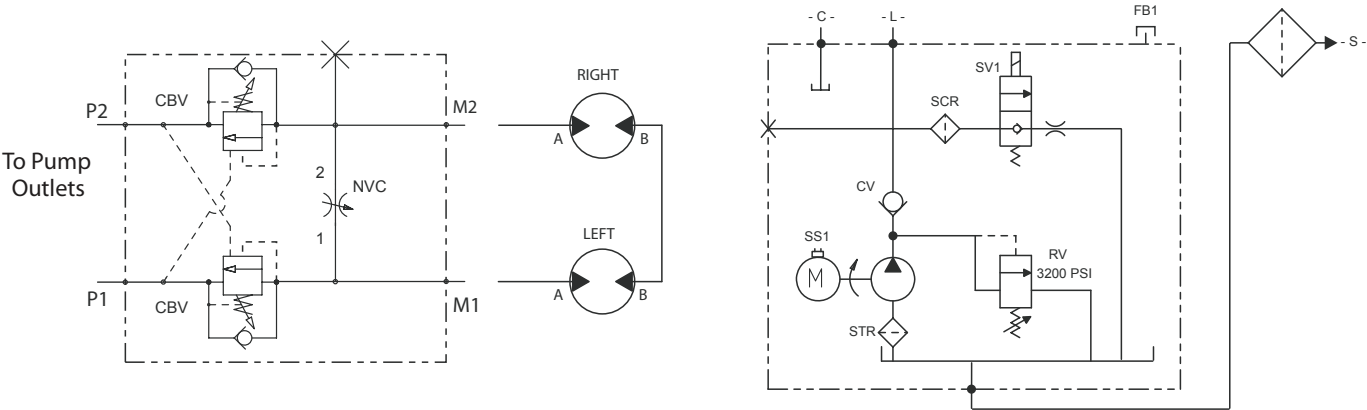 P2
CBV
M2
To Pump
Outlets
2
NVC
1
P1
CBV
M1
RIGHT
A
B
LEFT
A
B
- C -
- L -
FB1
- S -
SV1
SCR
CV
SS1
M
RV
3200 PSI
STR